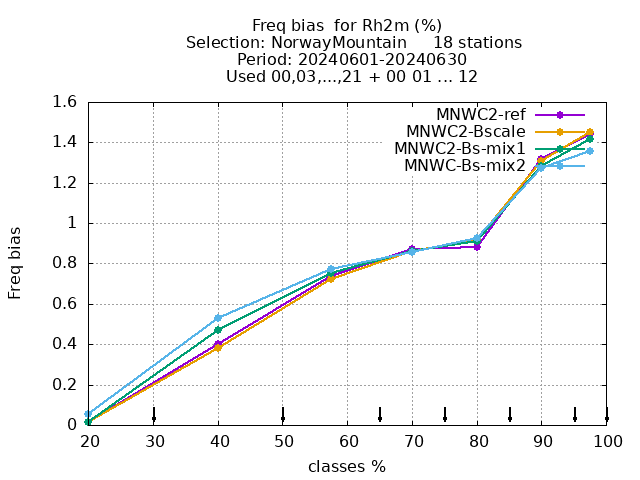 Freq bias  for Rh2m (%)
Selection: NorwayMountain     18 stations
Period: 20240601-20240630
Used 00,03,...,21 + 00 01 ... 12
MNWC2-ref
MNWC2-Bscale
MNWC2-Bs-mix1
MNWC-Bs-mix2
1.6
1.4
1.2
1
0.8
0.6
0.4
0.2
0
Freq bias
20 30 40 50 60 70 80 90 100
classes %